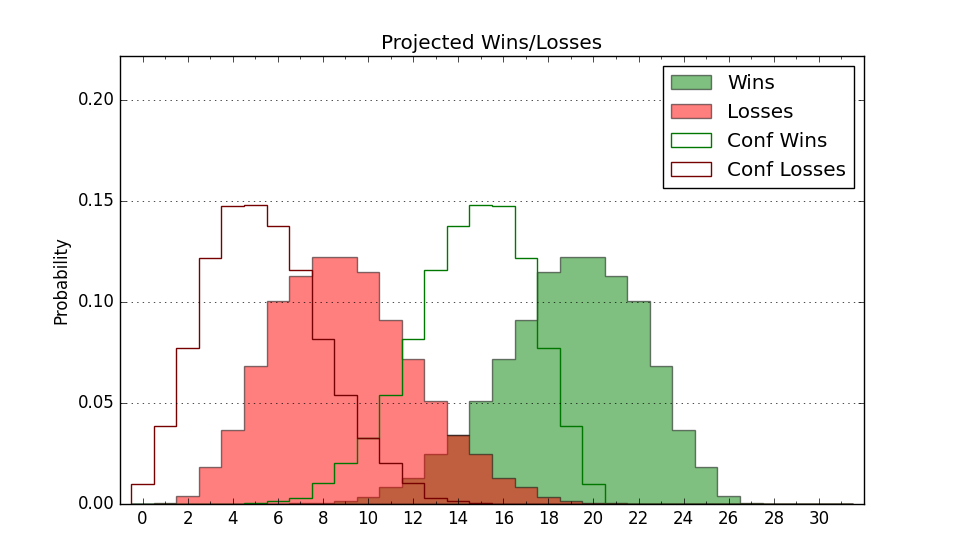 Projected Wins/Losses
Wins
Losses
Conf Wins
Conf Losses
Probability
0.20
0.15
0.10
0.05
0.00
0 2 4 6 8 10 12 14 16 18 20 22 24 26 28 30